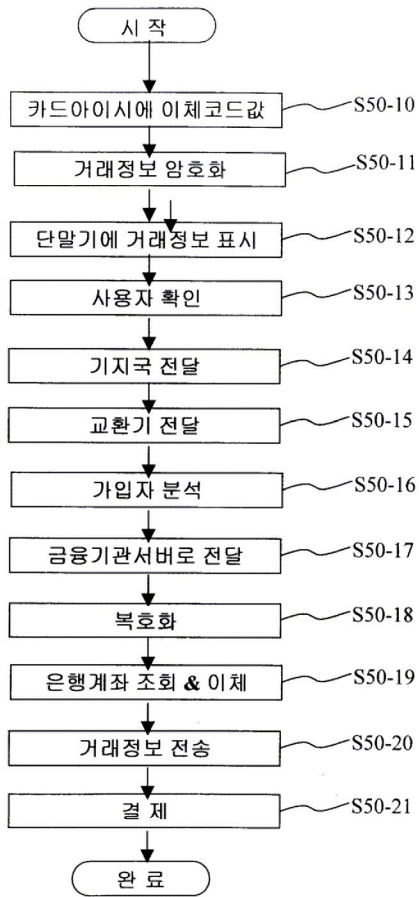 시 작
카드아이시에 이체코드값 S50-10
거래정보 암호화 S50-11
단말기에 거래정보 표시 S50-12
사용자 확인 S50-13
기지국 전달 S50-14
교환기 전달 S50-15
가입자 분석 S50-16
금융기관서버로 전달 S50-17
복호화 S50-18
은행계좌 조회 & 이체 S50-19
거래정보 전송 S50-20
결 제 S50-21
완 료